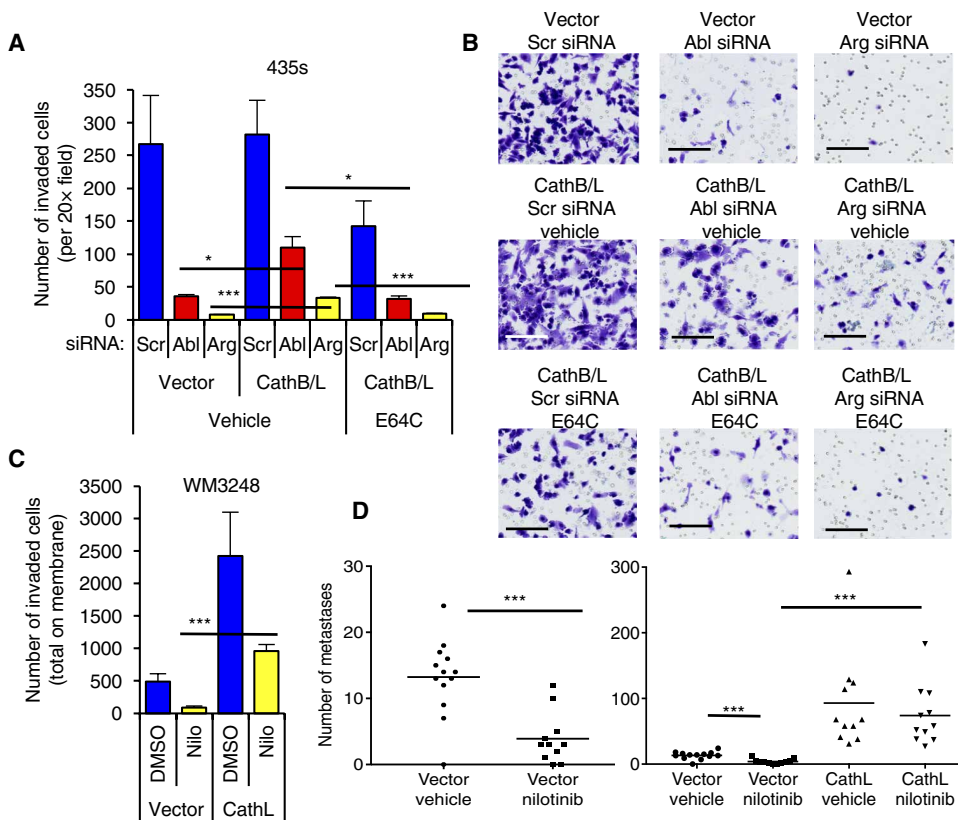 A
435s
Number of invaded cells
(per 20× field)
350
300
250
200
150
100
50
0
*
*
***
***
siRNA: Scr Abl Arg Scr Abl Arg Scr Abl Arg
Vector CathB/L CathB/L
Vehicle E64C
B
Vector
Scr siRNA
Vector
Abl siRNA
Vector
Arg siRNA
CathB/L
Scr siRNA
vehicle
CathB/L
Abl siRNA
vehicle
CathB/L
Arg siRNA
vehicle
CathB/L
Scr siRNA
E64C
CathB/L
Abl siRNA
E64C
CathB/L
Arg siRNA
E64C
C
WM3248
Number of invaded cells
(total on membrane)
3500
3000
2500
2000
1500
1000
500
0
***
DMSO Nilo DMSO Nilo
Vector CathL
D
Number of metastases
30
20
10
0
***
Vector
vehicle
Vector
nilotinib
300
200
100
0
***
***
Vector
vehicle
Vector
nilotinib
CathL
vehicle
CathL
nilotinib